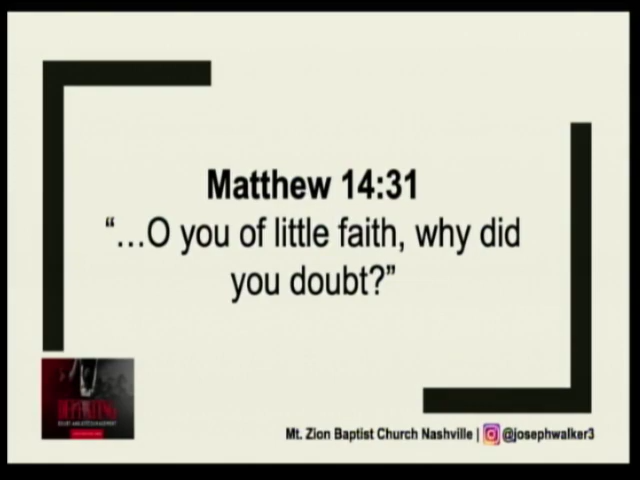 Matthew 14:31
“…O you of little faith, why did
you doubt?”
Mt. Zion Baptist Church Nashville | @josephwalker3